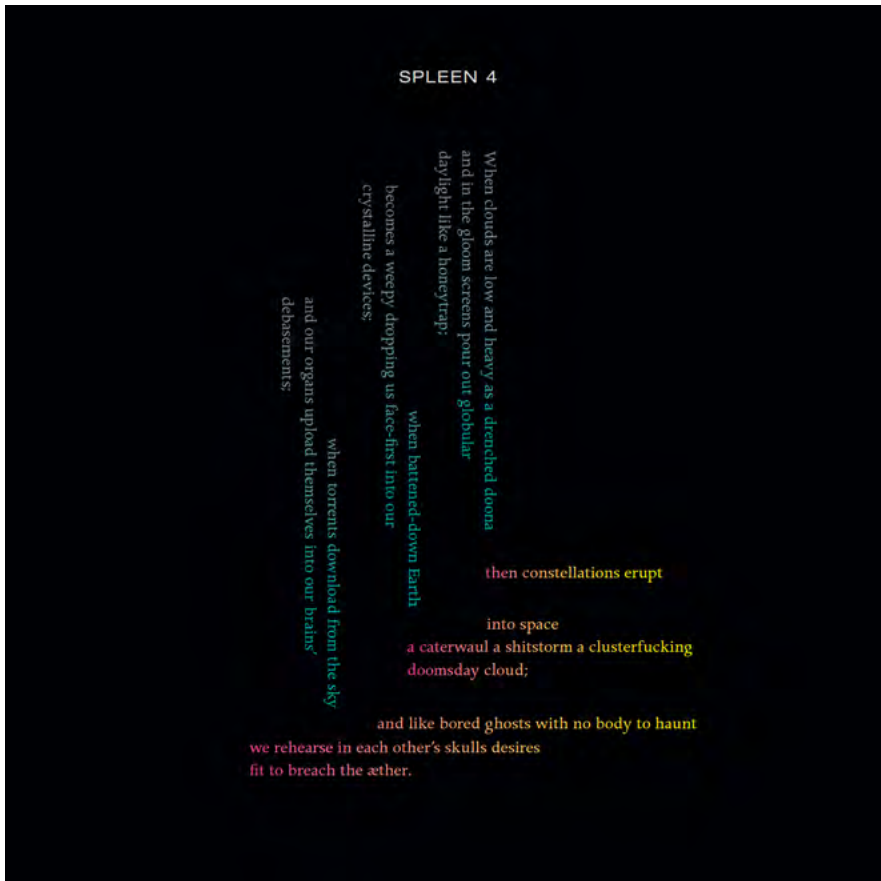 SPLEEN 4
When clouds are low and heavy as a drenched doona
and in the gloom screens pour out globular
daylight like a honeytrap;
when battened-down Earth
becomes a weepy dropping us face-first into our
crystalline devices;
when torrents download from the sky
and our organs upload themselves into our brains’
debasements;
then constellations erupt
into space
a caterwaul a shitstorm a clusterfucking
doomsday cloud;
and like bored ghosts with no body to haunt
we rehearse in each other’s skulls desires
fit to breach the æther.